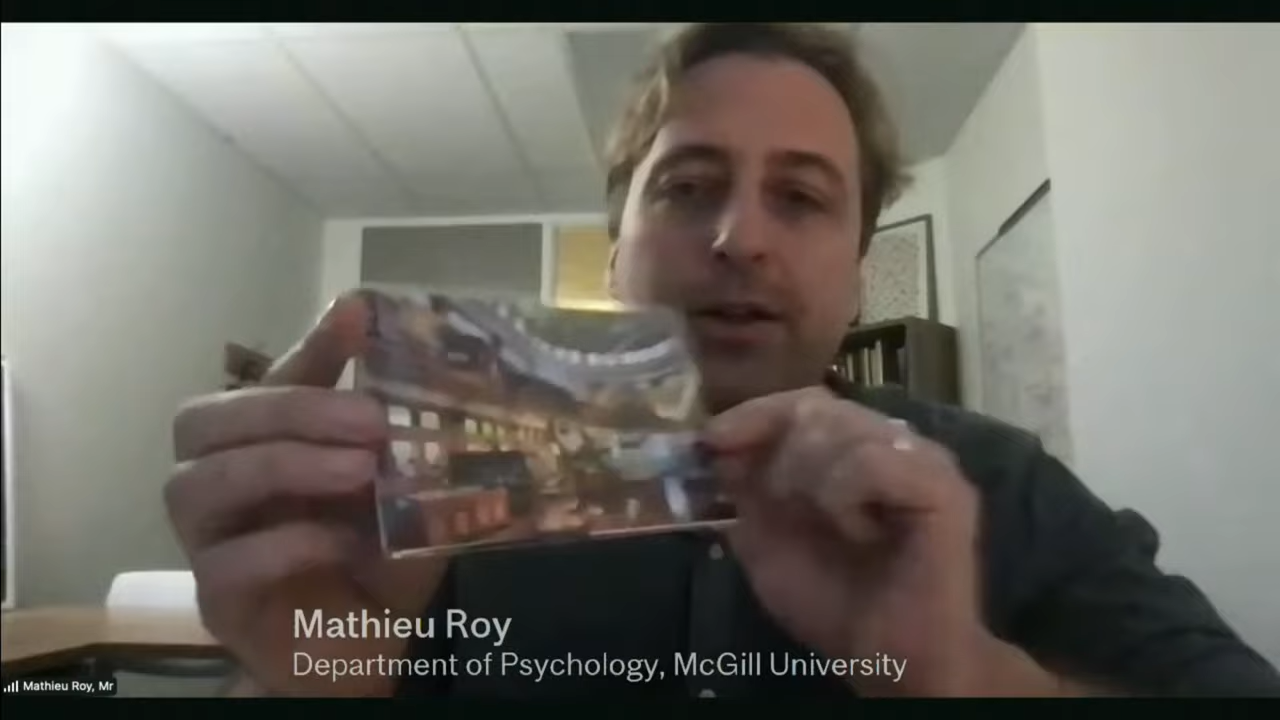 Mathieu Roy
Department of Psychology, McGill University
Mathieu Roy, Mr